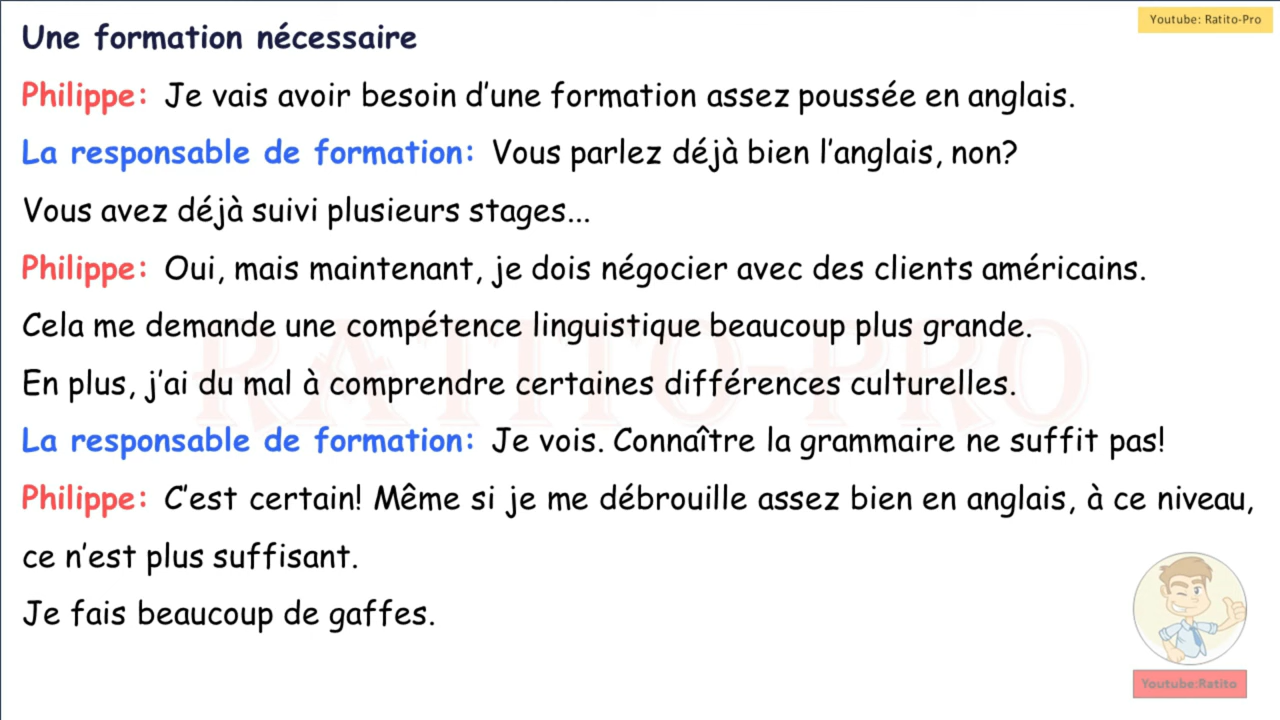 Youtube: Ratito-Pro
Une formation nécessaire
Philippe: Je vais avoir besoin d'une formation assez poussée en anglais.
La responsable de formation: Vous parlez déjà bien l'anglais, non?
Vous avez déjà suivi plusieurs stages...
Philippe: Oui, mais maintenant, je dois négocier avec des clients américains.
Cela me demande une compétence linguistique beaucoup plus grande.
RATITO-PRO
En plus, j'ai du mal à comprendre certaines différences culturelles.
La responsable de formation: Je vois. Connaître la grammaire ne suffit pas!
Philippe: C'est certain! Même si je me débrouille assez bien en anglais, à ce niveau,
ce n'est plus suffisant.
Je fais beaucoup de gaffes.
Youtube:Ratito